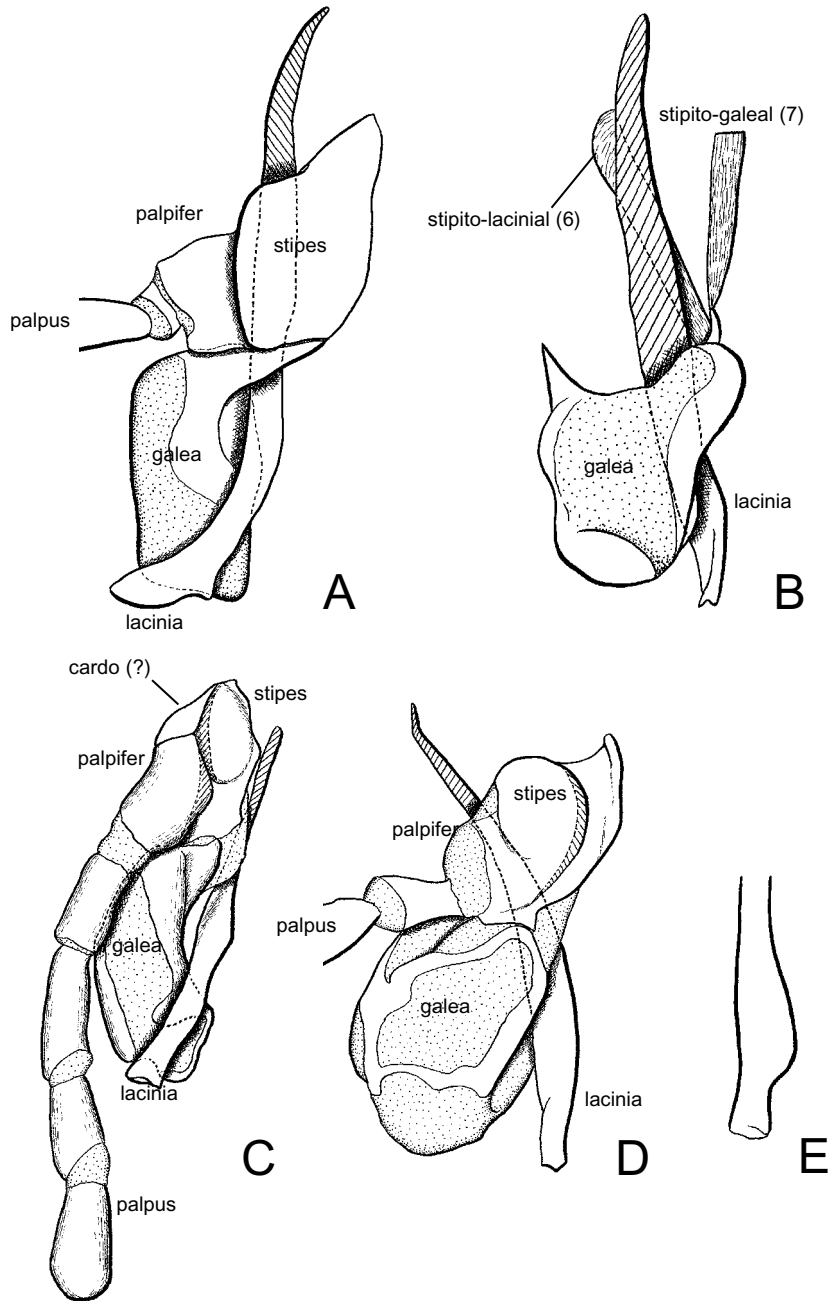 palpifer
stipes
palpus
galea
lacinia
A
stipito-galeal (7)
stipito-lacinial (6)
galea
lacinia
B
cardo (?)
stipes
palpifer
galea
lacinia
palpus
C
stipes
palpifer
palpus
galea
lacinia
D
E